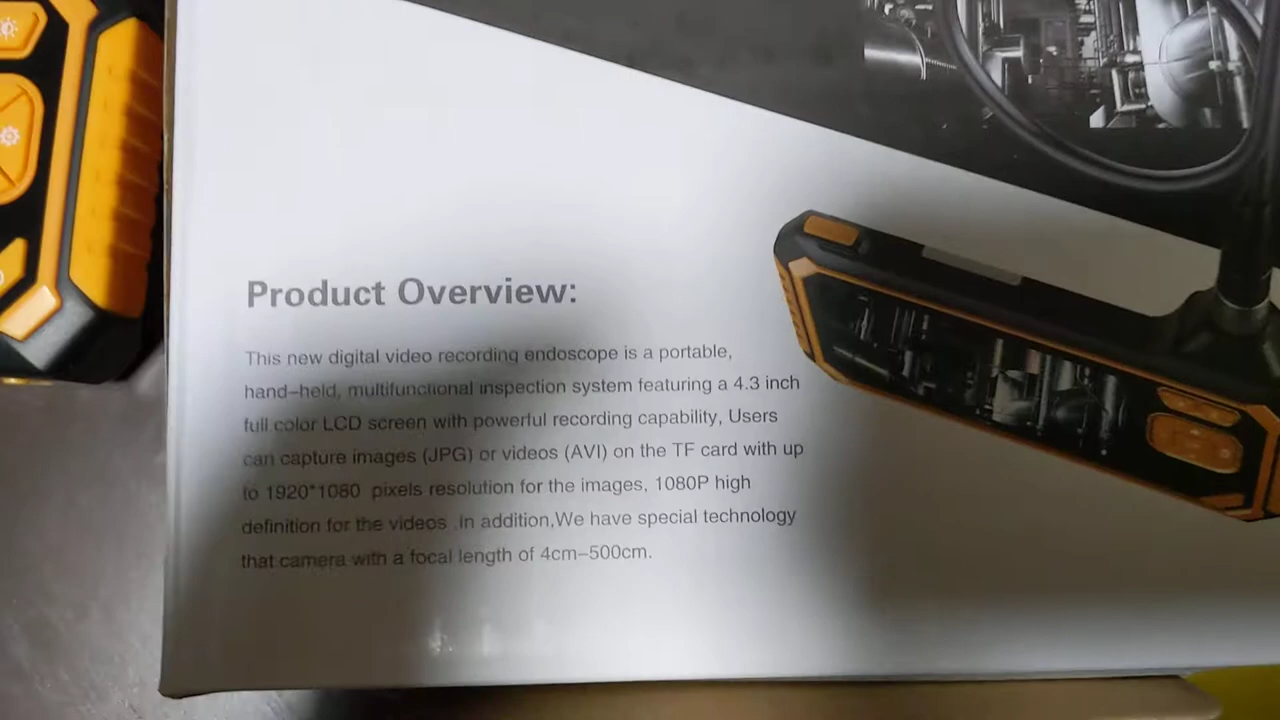 Product Overview:
This new digital video recording endoscope is a portable,
hand-held, multifunctional inspection system featuring a 4.3 inch
full color LCD screen with powerful recording capability, Users
can capture images (JPG) or videos (AVI) on the TF card with up
to 1920*1080 pixels resolution for the images, 1080P high
definition for the videos .In addition,We have special technology
that camera with a focal length of 4cm-500cm.